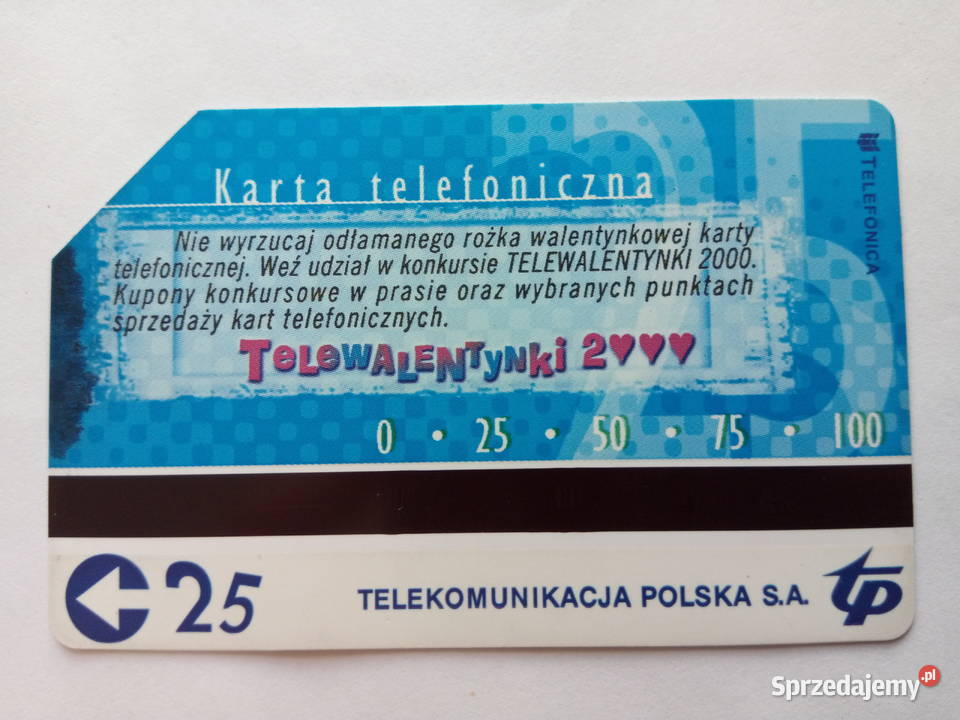 Karta telefoniczna
TELEFONICA
Nie wyrzucaj odłamanego rożka walentynkowej karty
telefonicznej. Weź udział w konkursie TELEWALENTYNKI 2000.
Kupony konkursowe w prasie oraz wybranych punktach
sprzedaży kart telefonicznych.
TeleWALENTYNKi 2♥♥♥
0 • 25 • 50 • 75 • 100
25 TELEKOMUNIKACJA POLSKA S.A. tp
25
Sprzedajemy.pl